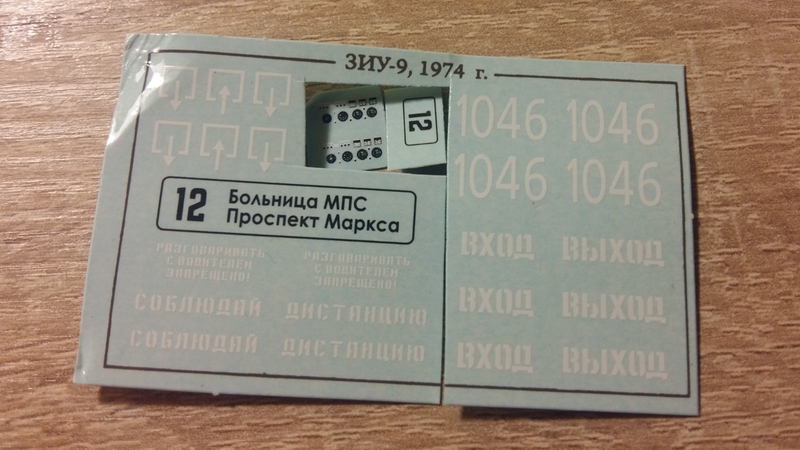 ЗИУ-9, 1974 г.
12
1046 1046
1046 1046
12 Больница МПС
Проспект Маркса
РАЗГОВАРИВАТЬ
С ВОДИТЕЛЕМ
ЗАПРЕЩЕНО!
РАЗГОВАРИВАТЬ
С ВОДИТЕЛЕМ
ЗАПРЕЩЕНО!
СОБЛЮДАЙ ДИСТАНЦИЮ
СОБЛЮДАЙ ДИСТАНЦИЮ
ВХОД ВЫХОД
ВХОД ВЫХОД
ВХОД ВЫХОД